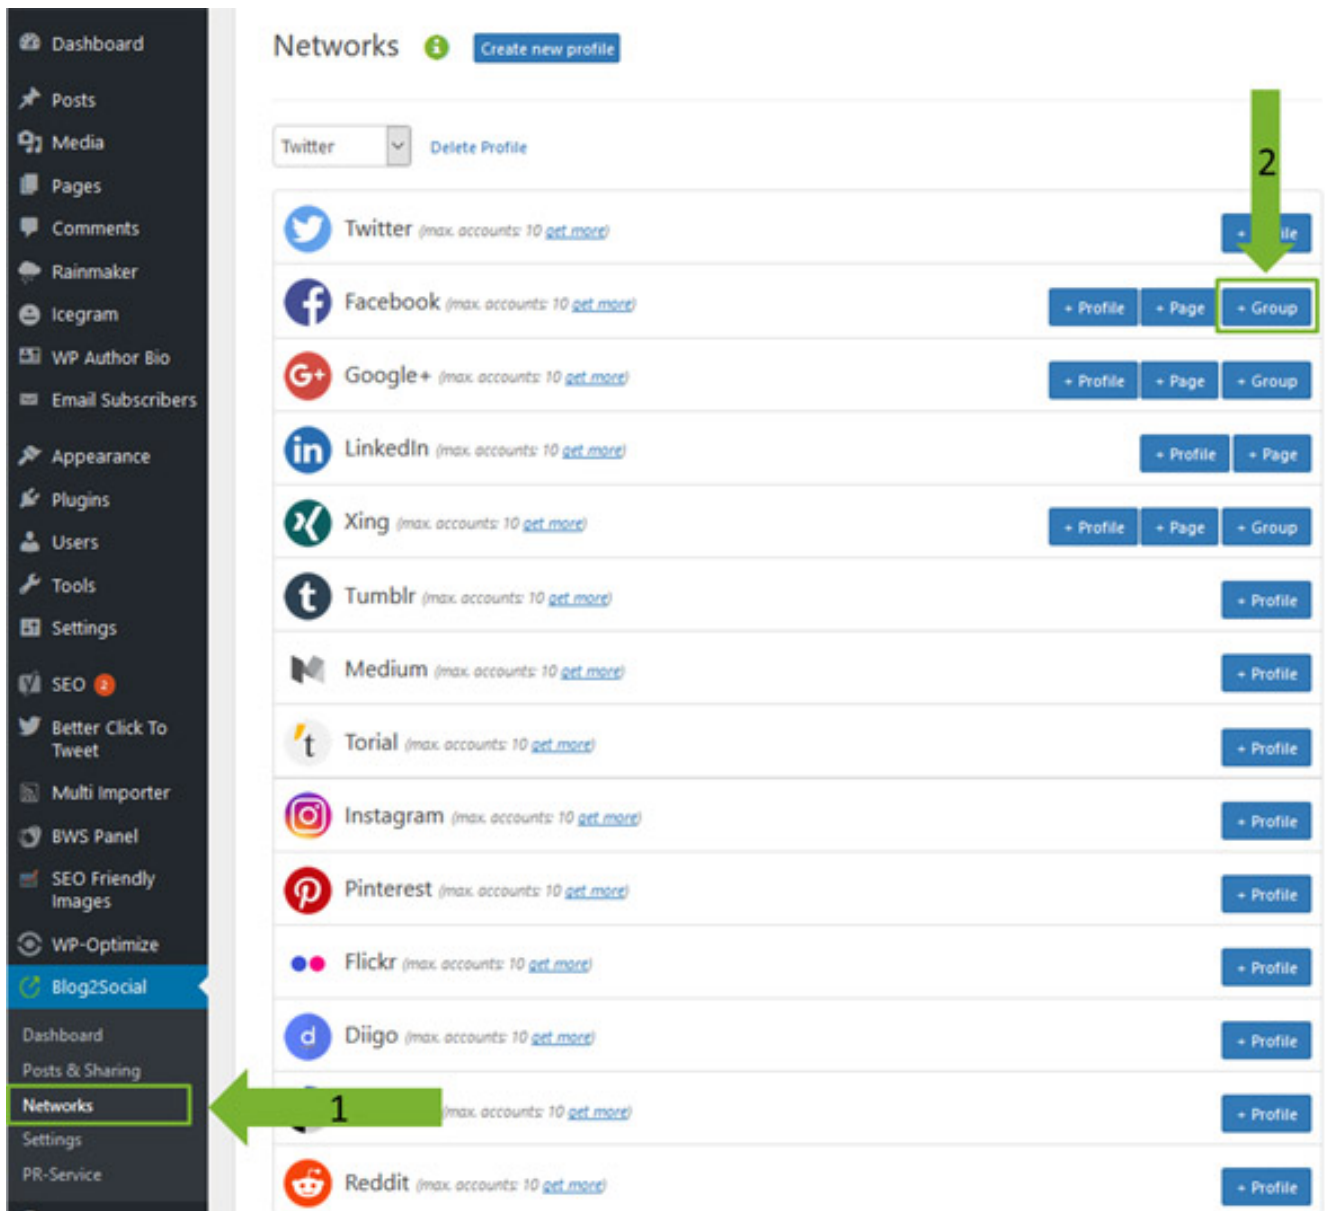 Dashboard
Posts
Media
Pages
Comments
Rainmaker
Icegram
WP Author Bio
Email Subscribers
Appearance
Plugins
Users
Tools
Settings
SEO 2
Better Click To
Tweet
Multi Importer
BWS Panel
SEO Friendly
Images
WP-Optimize
Blog2Social
Dashboard
Posts & Sharing
Networks
Settings
PR-Service
1
Networks Create new profile
2
Twitter Delete Profile
Twitter (max. accounts: 10 get more)
Facebook (max. accounts: 10 get more) + Profile + Page + Group
G+ Google+ (max. accounts: 10 get more) + Profile + Page + Group
in LinkedIn (max. accounts: 10 get more) + Profile + Page
Xing (max. accounts: 10 get more) + Profile + Page + Group
t Tumblr (max. accounts: 10 get more) + Profile
Medium (max. accounts: 10 get more) + Profile
t Torial (max. accounts: 10 get more) + Profile
Instagram (max. accounts: 10 get more) + Profile
Pinterest (max. accounts: 10 get more) + Profile
Flickr (max. accounts: 10 get more) + Profile
d Diigo (max. accounts: 10 get more) + Profile
(max. accounts: 10 get more) + Profile
Reddit (max. accounts: 10 get more) + Profile